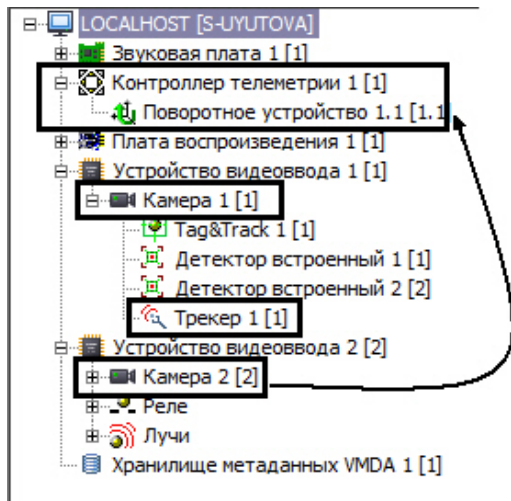 LOCALHOST [S-UYUTOVA]
Звуковая плата 1 [1]
Контроллер телеметрии 1 [1]
Поворотное устройство 1.1 [1.1
Плата воспроизведения 1 [1]
Устройство видеоввода 1 [1]
Камера 1 [1]
Tag&Track 1 [1]
Детектор встроенный 1 [1]
Детектор встроенный 2 [2]
Трекер 1 [1]
Устройство видеоввода 2 [2]
Камера 2 [2]
Реле
Лучи
Хранилище метаданных VMDA 1 [1]